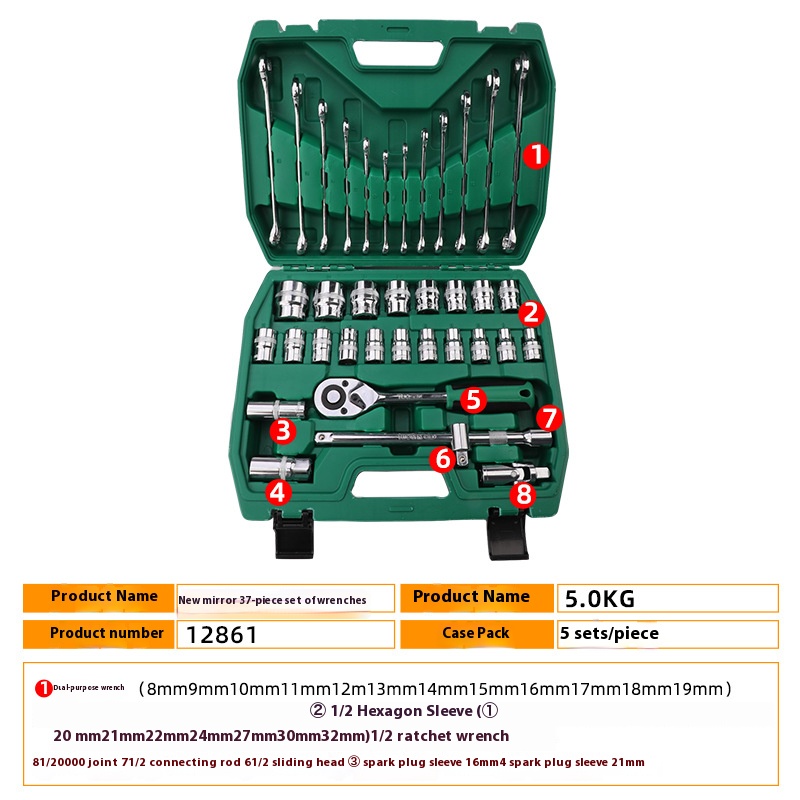 1
2
3
4
5
6
7
8
Product Name
New mirror 37-piece set of wrenches
Product Name
5.0KG
Product number
12861
Case Pack
5 sets/piece
1 Dual-purpose wrench (8mm9mm10mm11mm12m13mm14mm15mm16mm17mm18mm19mm)
② 1/2 Hexagon Sleeve (①
20 mm21mm22mm24mm27mm30mm32mm)1/2 ratchet wrench
81/20000 joint 71/2 connecting rod 61/2 sliding head ③ spark plug sleeve 16mm4 spark plug sleeve 21mm